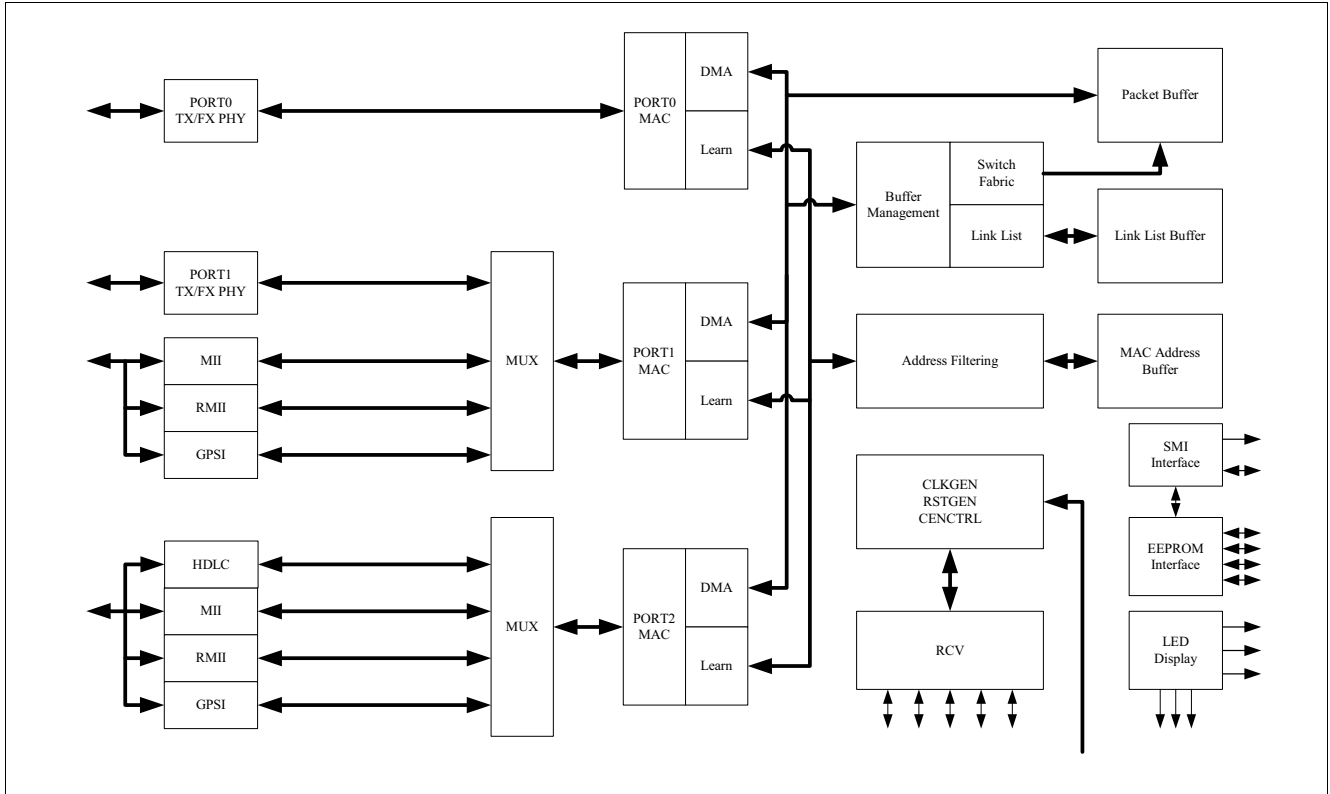 PORT0
TX/FX PHY
PORT0
MAC
DMA
Learn
Packet Buffer
Buffer
Management
Switch
Fabric
Link List
Link List Buffer
PORT1
TX/FX PHY
MII
RMII
GPSI
MUX
PORT1
MAC
DMA
Learn
Address Filtering
MAC Address
Buffer
SMI
Interface
CLKGEN
RSTGEN
CENCTRL
EEPROM
Interface
HDLC
MII
RMII
GPSI
MUX
PORT2
MAC
DMA
Learn
RCV
LED
Display